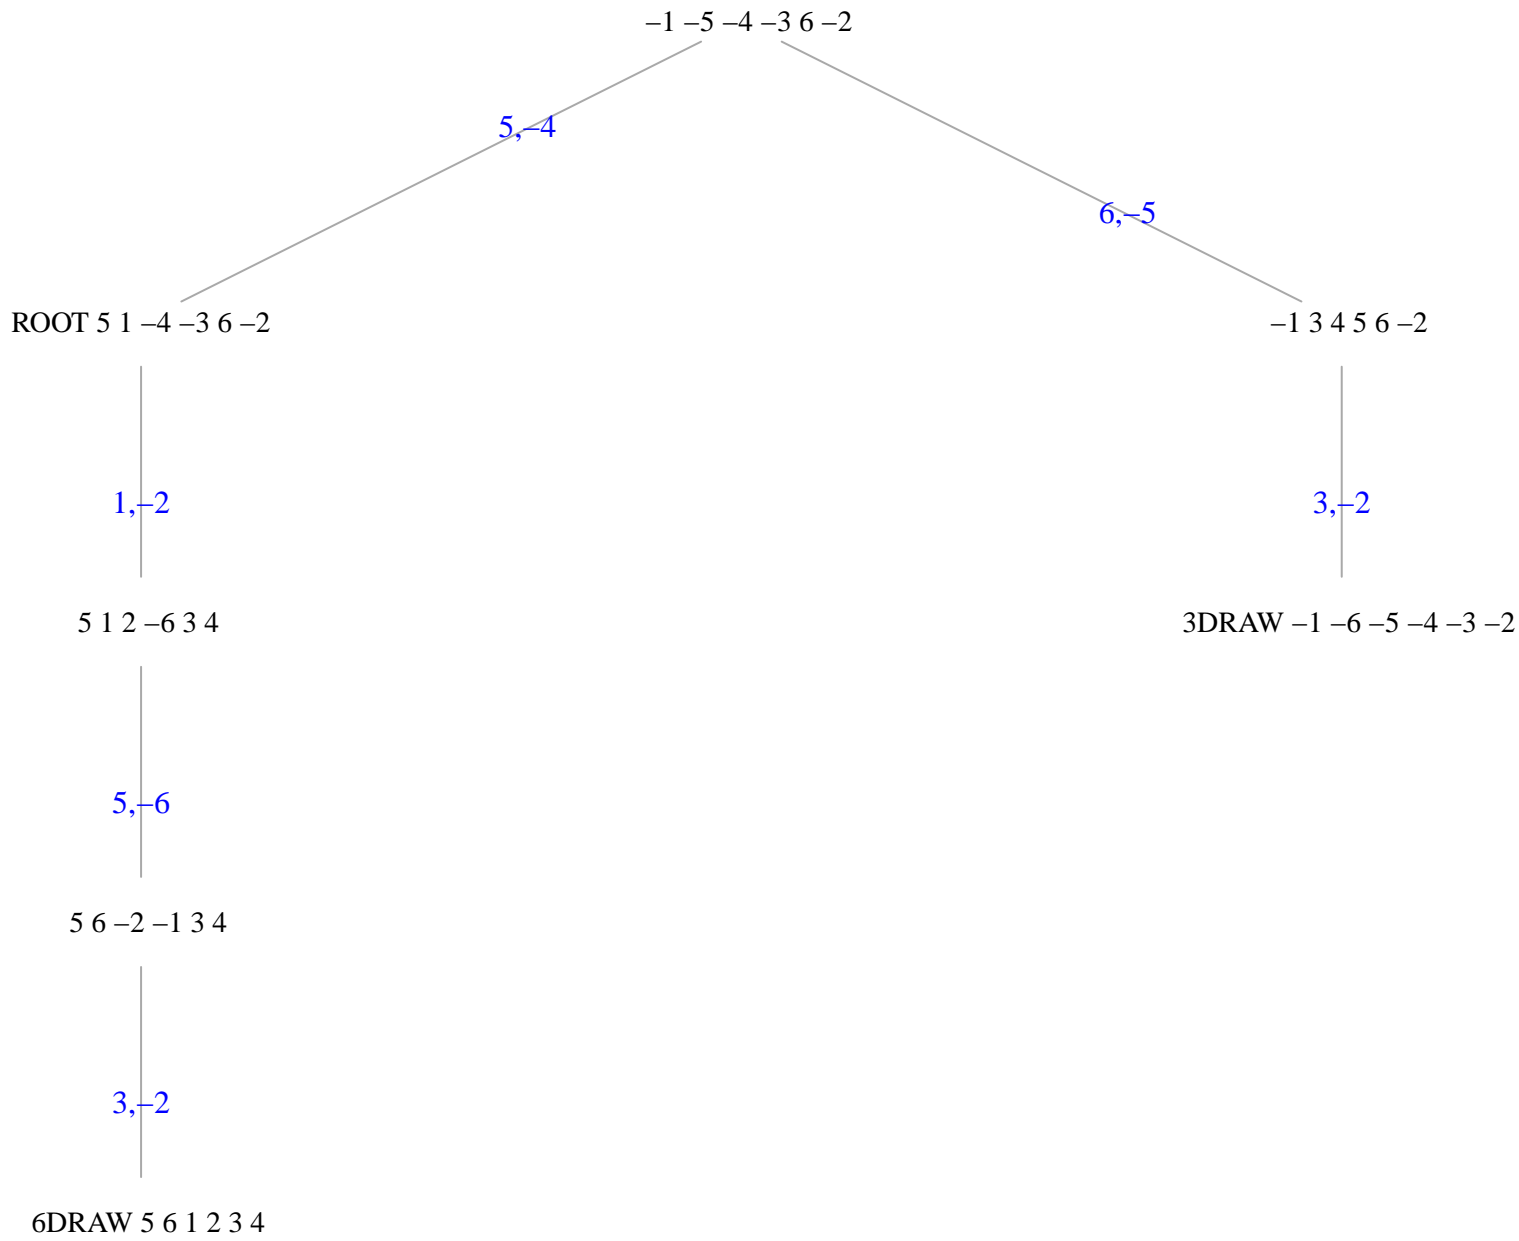 –1 –5 –4 –3 6 –2
5,–4
6,–5
ROOT 5 1 –4 –3 6 –2
–1 3 4 5 6 –2
1,–2
3,–2
5 1 2 –6 3 4
3DRAW –1 –6 –5 –4 –3 –2
5,–6
5 6 –2 –1 3 4
3,–2
6DRAW 5 6 1 2 3 4